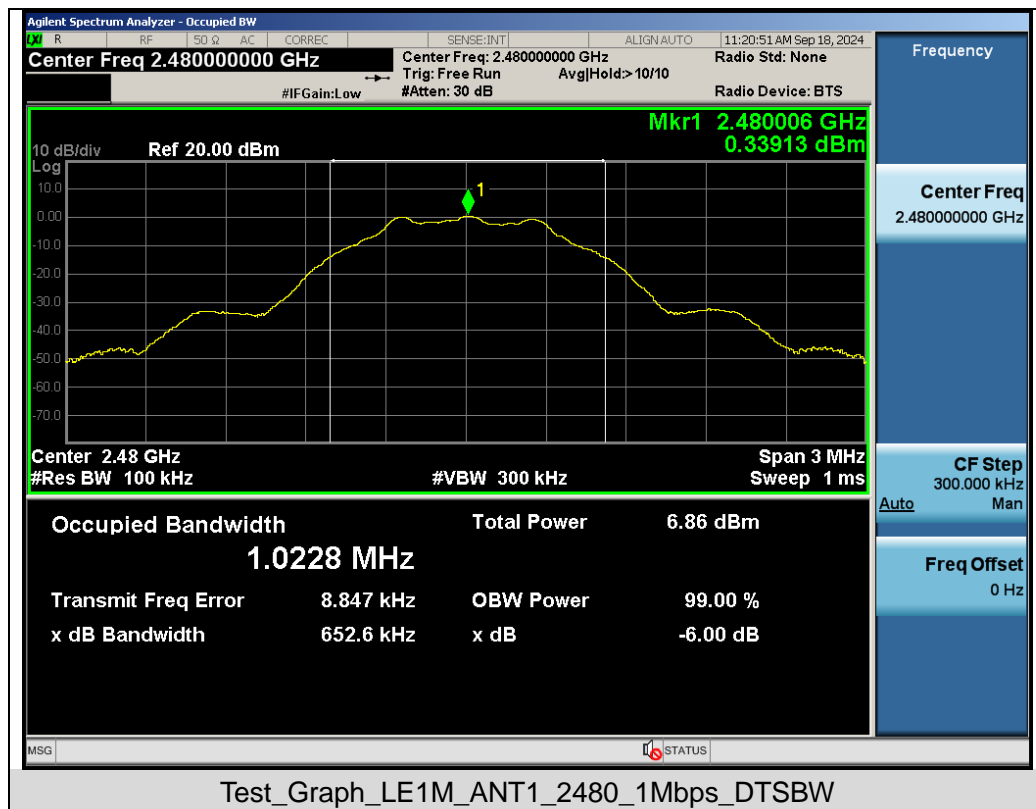 Agilent Spectrum Analyzer - Occupied BW
LXI R RF 50 Ω AC CORREC SENSE:INT ALIGN AUTO 11:20:51 AM Sep 18, 2024
Center Freq 2.480000000 GHz
Center Freq: 2.480000000 GHz
Radio Std: None
Trig: Free Run Avg|Hold:> 10/10
#IFGain:Low
#Atten: 30 dB
Radio Device: BTS
Frequency
Mkr1 2.480006 GHz
0.33913 dBm
10 dB/div Ref 20.00 dBm
Log
10.0
0.00
-10.0
-20.0
-30.0
-40.0
-50.0
-60.0
-70.0
1
Center 2.48 GHz
Span 3 MHz
#Res BW 100 kHz
#VBW 300 kHz
Sweep 1 ms
Center Freq
2.480000000 GHz
CF Step
300.000 kHz
Auto Man
Freq Offset
0 Hz
Occupied Bandwidth
1.0228 MHz
Total Power 6.86 dBm
Transmit Freq Error 8.847 kHz
OBW Power 99.00 %
x dB Bandwidth 652.6 kHz
x dB -6.00 dB
MSG
STATUS
Test_Graph_LE1M_ANT1_2480_1Mbps_DTSBW